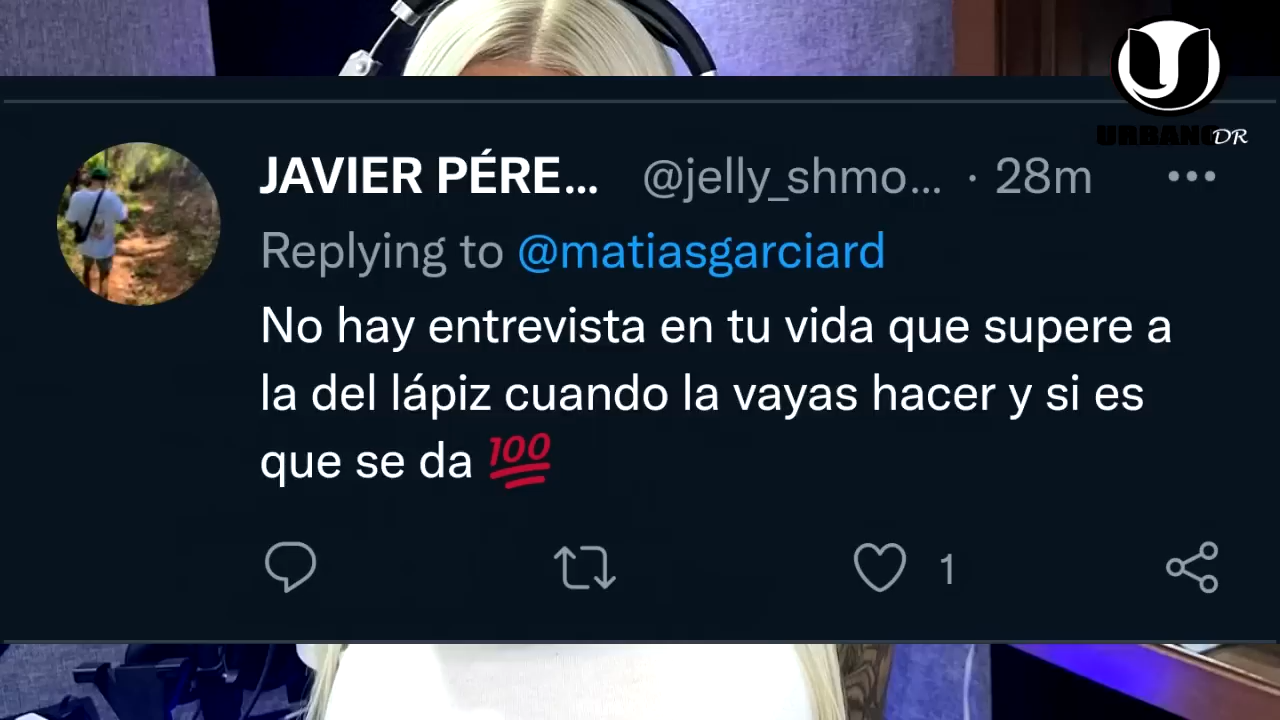 URBANO DR
JAVIER PÉRE... @jelly_shmo... · 28m
Replying to @matiasgarciard
No hay entrevista en tu vida que supere a
la del lápiz cuando la vayas hacer y si es
que se da 💯
1